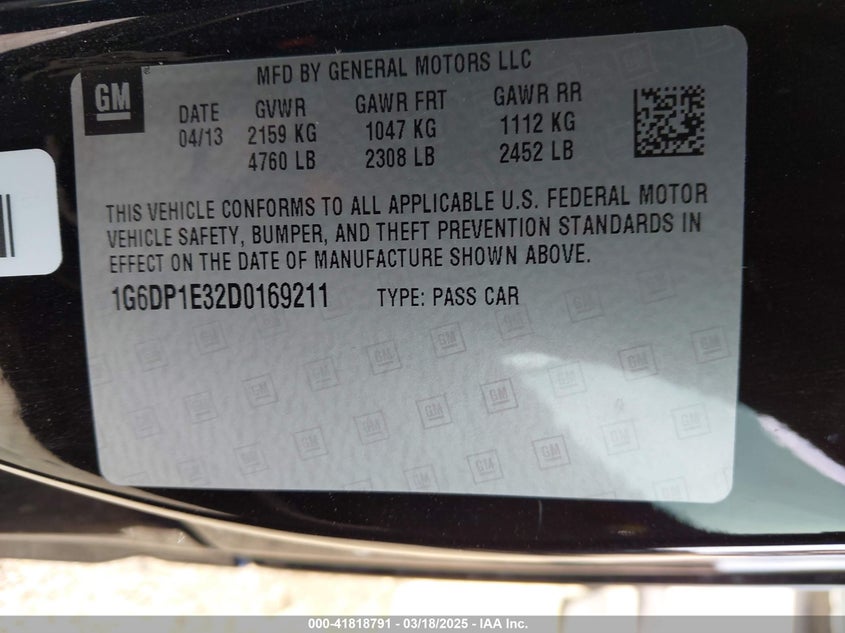 GM
MFD BY GENERAL MOTORS LLC
DATE GVWR GAWR FRT GAWR RR
04/13 2159 KG 1047 KG 1112 KG
4760 LB 2308 LB 2452 LB
THIS VEHICLE CONFORMS TO ALL APPLICABLE U.S. FEDERAL MOTOR
VEHICLE SAFETY, BUMPER, AND THEFT PREVENTION STANDARDS IN
EFFECT ON THE DATE OF MANUFACTURE SHOWN ABOVE.
1G6DP1E32D0169211 TYPE: PASS CAR
000-41818791 - 03/18/2025 - IAA Inc.